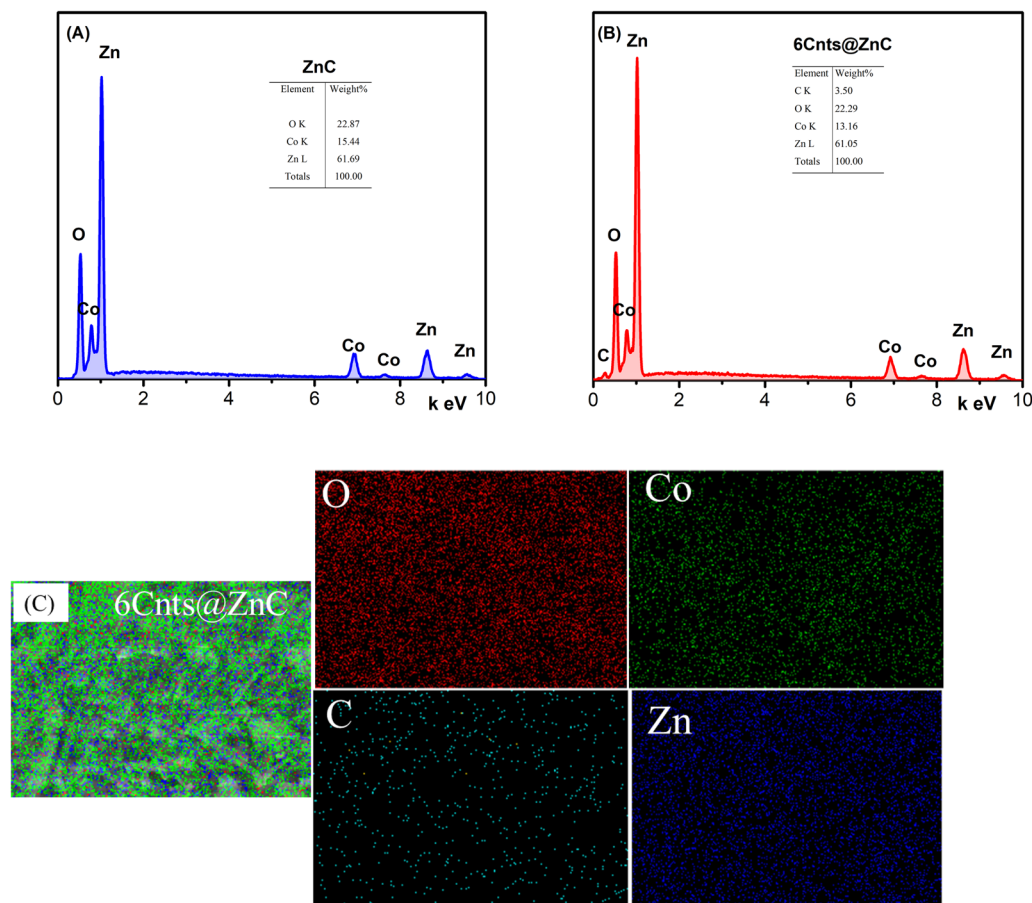 (A)
Zn
ZnC
Element Weight%
O K 22.87
Co K 15.44
Zn L 61.69
Totals 100.00
O
Co
Co
Co
Zn
Zn
0 2 4 6 8 10
k eV
(B)
Zn
6Cnts@ZnC
Element Weight%
C K 3.50
O K 22.29
Co K 13.16
Zn L 61.05
Totals 100.00
O
Co
C
Co
Co
Zn
Zn
0 2 4 6 8 10
k eV
(C) 6Cnts@ZnC
O
Co
C
Zn